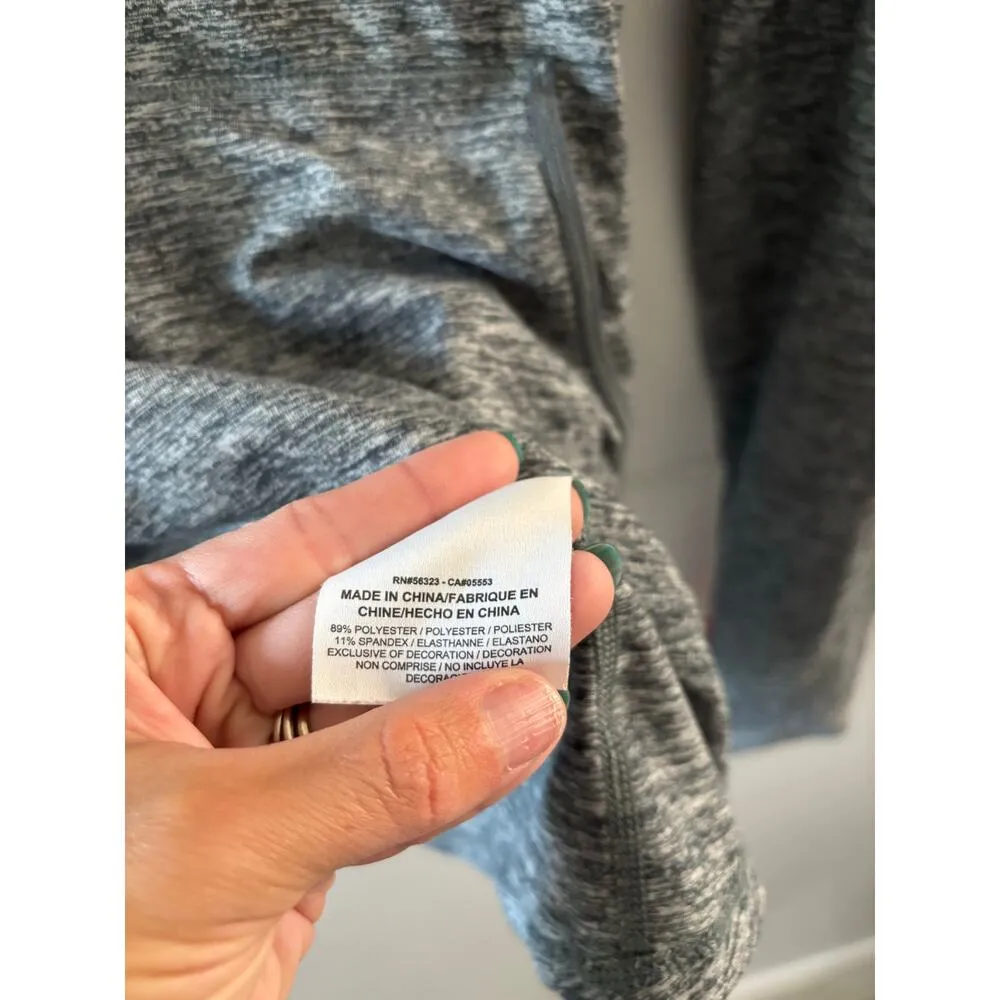 RN#56323 - CA#05553
MADE IN CHINA/FABRIQUE EN
CHINE/HECHO EN CHINA
89% POLYESTER / POLYESTER / POLIESTER
11% SPANDEX / ELASTHANNE / ELASTANO
EXCLUSIVE OF DECORATION / DECORATION
NON COMPRISE / NO INCLUYE LA